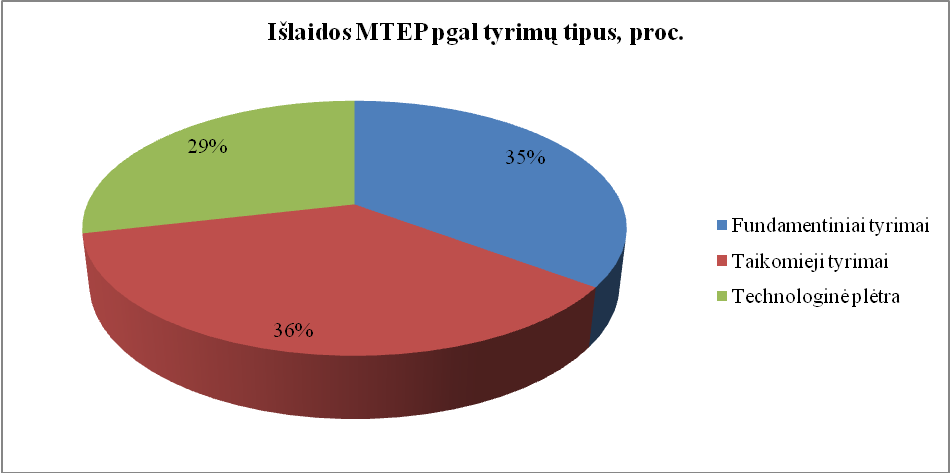 Išlaidos MTEP pgal tyrimų tipus, proc.
29%
35%
36%
Fundamentiniai tyrimai
Taikomieji tyrimai
Technologinė plėtra